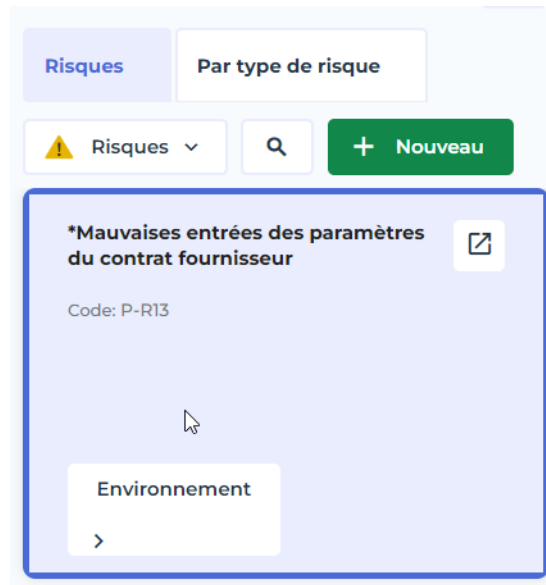 Risques
Par type de risque
Risques
Nouveau
*Mauvaises entrées des paramètres
du contrat fournisseur
Code: P-R13
Environnement